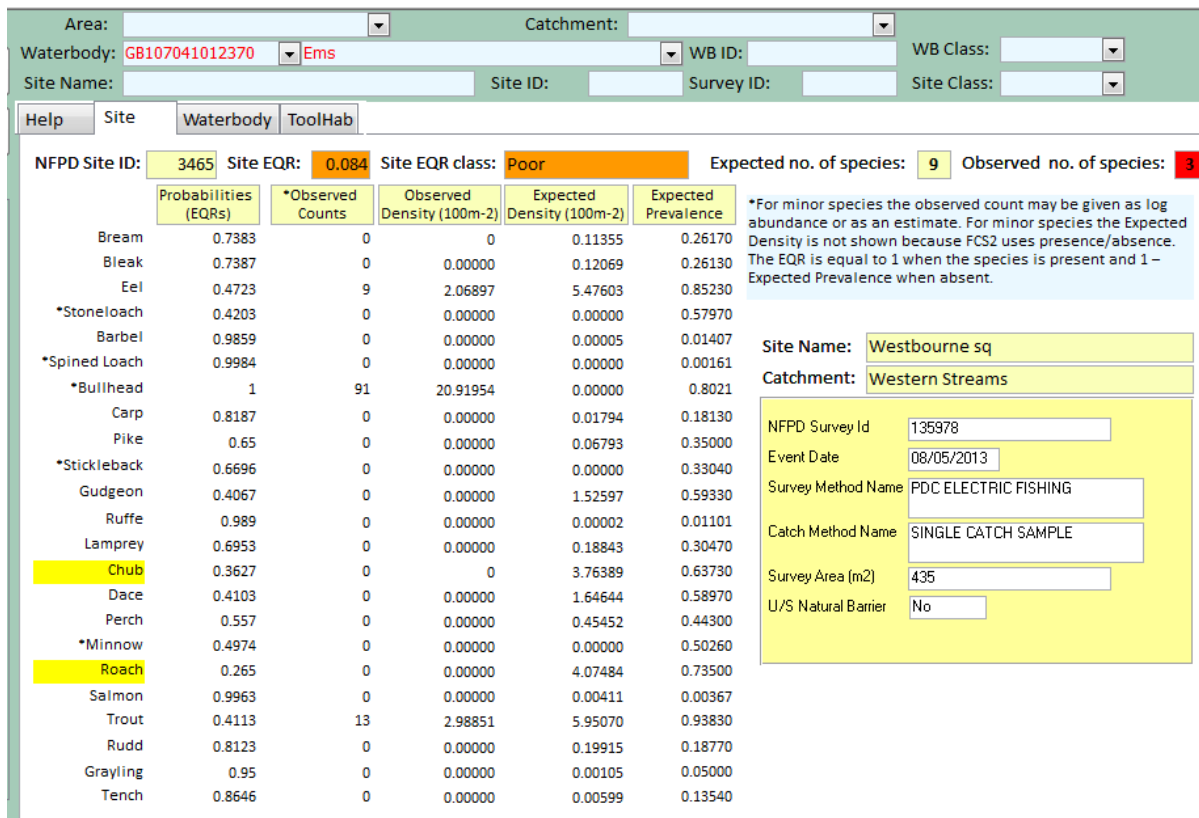 Area: Catchment:
Waterbody: GB107041012370 Ems WB ID: WB Class:
Site Name: Site ID: Survey ID: Site Class:
Help Site Waterbody ToolHab
NFPD Site ID: 3465 Site EQR: 0.084 Site EQR class: Poor Expected no. of species: 9 Observed no. of species: 3
Probabilities (EQRs) *Observed Counts Observed Density (100m-2) Expected Density (100m-2) Expected Prevalence
Bream 0.7383 0 0 0.11355 0.26170
Bleak 0.7387 0 0.00000 0.12069 0.26130
Eel 0.4723 9 2.06897 5.47603 0.85230
*Stoneloach 0.4203 0 0.00000 0.00000 0.57970
Barbel 0.9859 0 0.00000 0.00005 0.01407
*Spined Loach 0.9984 0 0.00000 0.00000 0.00161
*Bullhead 1 91 20.91954 0.00000 0.8021
Carp 0.8187 0 0.00000 0.01794 0.18130
Pike 0.65 0 0.00000 0.06793 0.35000
*Stickleback 0.6696 0 0.00000 0.00000 0.33040
Gudgeon 0.4067 0 0.00000 1.52597 0.59330
Ruffe 0.989 0 0.00000 0.00002 0.01101
Lamprey 0.6953 0 0.00000 0.18843 0.30470
Chub 0.3627 0 0 3.76389 0.63730
Dace 0.4103 0 0.00000 1.64644 0.58970
Perch 0.557 0 0.00000 0.45452 0.44300
*Minnow 0.4974 0 0.00000 0.00000 0.50260
Roach 0.265 0 0.00000 4.07484 0.73500
Salmon 0.9963 0 0.00000 0.00411 0.00367
Trout 0.4113 13 2.98851 5.95070 0.93830
Rudd 0.8123 0 0.00000 0.19915 0.18770
Grayling 0.95 0 0.00000 0.00105 0.05000
Tench 0.8646 0 0.00000 0.00599 0.13540
*For minor species the observed count may be given as log
abundance or as an estimate. For minor species the Expected
Density is not shown because FCS2 uses presence/absence.
The EQR is equal to 1 when the species is present and 1 –
Expected Prevalence when absent.
Site Name: Westbourne sq
Catchment: Western Streams
NFPD Survey Id 135978
Event Date 08/05/2013
Survey Method Name PDC ELECTRIC FISHING
Catch Method Name SINGLE CATCH SAMPLE
Survey Area (m2) 435
U/S Natural Barrier No